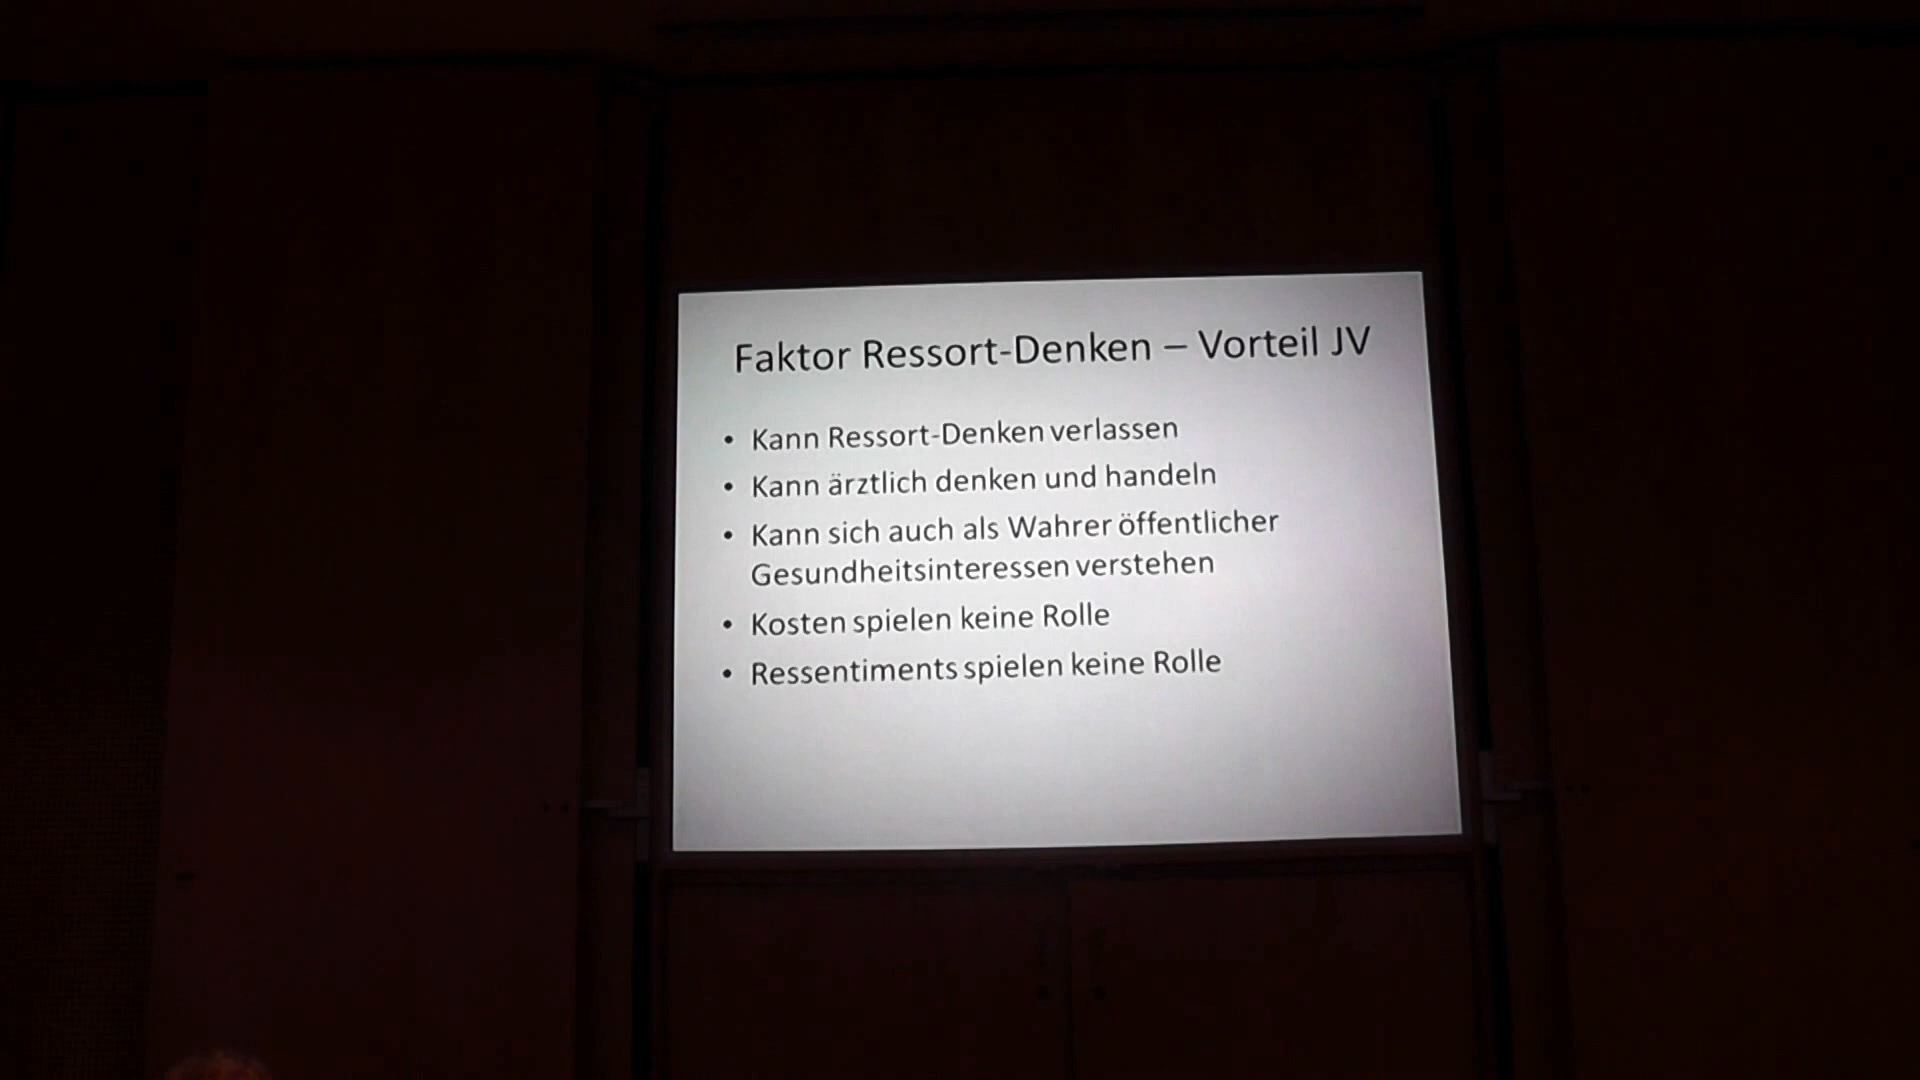 Faktor Ressort-Denken – Vorteil JV
• Kann Ressort-Denken verlassen
• Kann ärztlich denken und handeln
• Kann sich auch als Wahrer öffentlicher
Gesundheitsinteressen verstehen
• Kosten spielen keine Rolle
• Ressentiments spielen keine Rolle